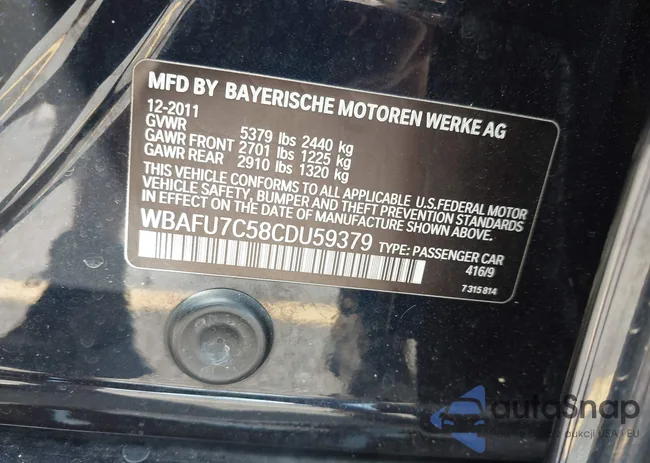 MFD BY BAYERISCHE MOTOREN WERKE AG
12-2011
GVWR 5379 lbs 2440 kg
GAWR FRONT 2701 lbs 1225 kg
GAWR REAR 2910 lbs 1320 kg
THIS VEHICLE CONFORMS TO ALL APPLICABLE U.S.FEDERAL MOTOR
VEHICLE SAFETY, BUMPER AND THEFT PREVENTION STANDARDS
IN EFFECT ON THE DATE OF MANUFACTURE SHOWN ABOVE.
WBAFU7C58CDU59379 TYPE: PASSENGER CAR
416/9
7 315 814
autoSnap
aukcji USA i EU